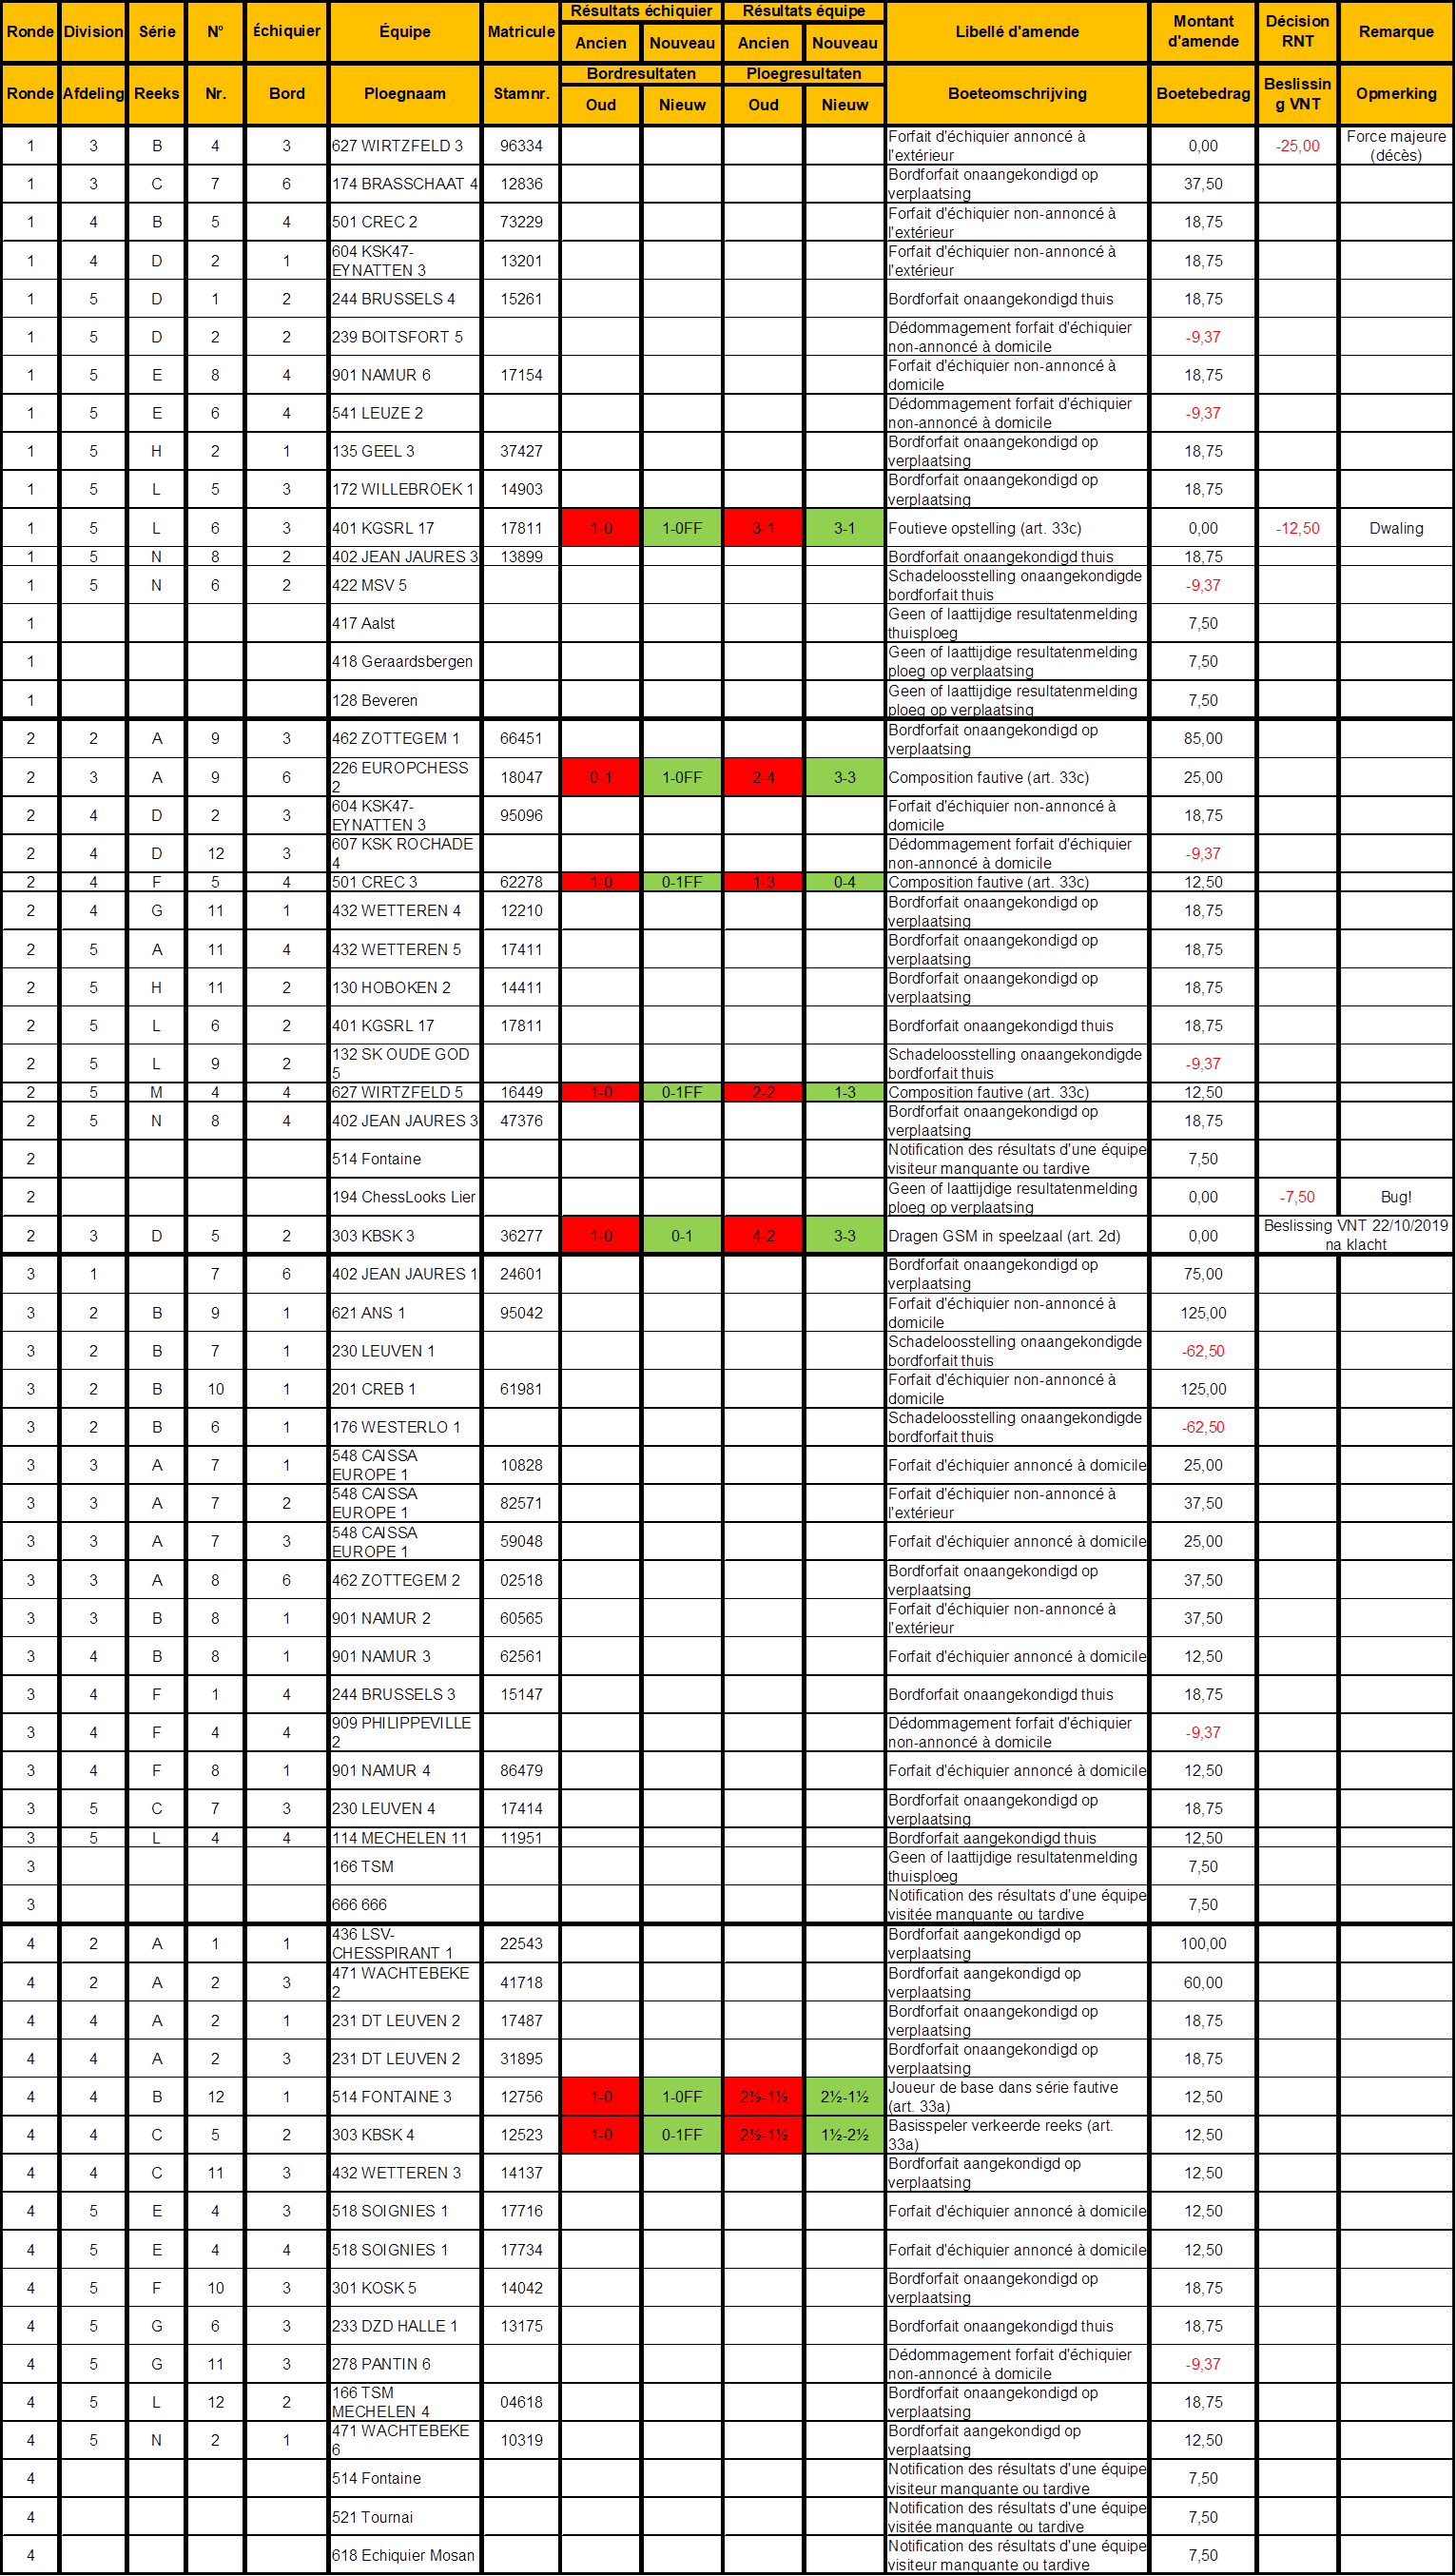 Ronde Division Série N° Échiquier Équipe Matricule Résultats échiquier Résultats équipe Libellé d'amende Montant d'amende Décision RNT Remarque
Ancien Nouveau Ancien Nouveau
Ronde Afdeling Reeks Nr. Bord Ploegnaam Stamnr. Bordresultaten Ploegresultaten Boeteomschrijving Boetebedrag Beslissin g VNT Opmerking
Oud Nieuw Oud Nieuw
1 3 B 4 3 627 WIRTZFELD 3 96334 Forfait d'échiquier annoncé à l'extérieur 0,00 -25,00 Force majeure (décès)
1 3 C 7 6 174 BRASSCHAAT 4 12836 Bordforfait onaangekondigd op verplaatsing 37,50
1 4 B 5 4 501 CREC 2 73229 Forfait d'échiquier non-annoncé à l'extérieur 18,75
1 4 D 2 1 604 KSK47-EYNATTEN 3 13201 Forfait d'échiquier non-annoncé à l'extérieur 18,75
1 5 D 1 2 244 BRUSSELS 4 15261 Bordforfait onaangekondigd thuis 18,75
1 5 D 2 2 239 BOITSFORT 5 Dédommagement forfait d'échiquier non-annoncé à domicile -9,37
1 5 E 8 4 901 NAMUR 6 17154 Forfait d'échiquier non-annoncé à domicile 18,75
1 5 E 6 4 541 LEUZE 2 Dédommagement forfait d'échiquier non-annoncé à domicile -9,37
1 5 H 2 1 135 GEEL 3 37427 Bordforfait onaangekondigd op verplaatsing 18,75
1 5 L 5 3 172 WILLEBROEK 1 14903 Bordforfait onaangekondigd op verplaatsing 18,75
1 5 L 6 3 401 KGSRL 17 17811 1-0 1-0FF 3-1 3-1 Foutieve opstelling (art. 33c) 0,00 -12,50 Dwaling
1 5 N 8 2 402 JEAN JAURES 3 13899 Bordforfait onaangekondigd thuis 18,75
1 5 N 6 2 422 MSV 5 Schadeloosstelling onaangekondigde bordforfait thuis -9,37
1 417 Aalst Geen of laattijdige resultatenmelding thuisploeg 7,50
1 418 Geraardsbergen Geen of laattijdige resultatenmelding ploeg op verplaatsing 7,50
1 128 Beveren Geen of laattijdige resultatenmelding ploeg op verplaatsing 7,50
2 2 A 9 3 462 ZOTTEGEM 1 66451 Bordforfait onaangekondigd op verplaatsing 85,00
2 3 A 9 6 226 EUROPCHESS 2 18047 0-1 1-0FF 2-4 3-3 Composition fautive (art. 33c) 25,00
2 4 D 2 3 604 KSK47-EYNATTEN 3 95096 Forfait d'échiquier non-annoncé à domicile 18,75
2 4 D 12 3 607 KSK ROCHADE 4 Dédommagement forfait d'échiquier non-annoncé à domicile -9,37
2 4 F 5 4 501 CREC 3 62278 1-0 0-1FF 1-3 0-4 Composition fautive (art. 33c) 12,50
2 4 G 11 1 432 WETTEREN 4 12210 Bordforfait onaangekondigd op verplaatsing 18,75
2 5 A 11 4 432 WETTEREN 5 17411 Bordforfait onaangekondigd op verplaatsing 18,75
2 5 H 11 2 130 HOBOKEN 2 14411 Bordforfait onaangekondigd op verplaatsing 18,75
2 5 L 6 2 401 KGSRL 17 17811 Bordforfait onaangekondigd thuis 18,75
2 5 L 9 2 132 SK OUDE GOD 5 Schadeloosstelling onaangekondigde bordforfait thuis -9,37
2 5 M 4 4 627 WIRTZFELD 5 16449 1-0 0-1FF 2-2 1-3 Composition fautive (art. 33c) 12,50
2 5 N 8 4 402 JEAN JAURES 3 47376 Bordforfait onaangekondigd op verplaatsing 18,75
2 514 Fontaine Notification des résultats d'une équipe visiteur manquante ou tardive 7,50
2 194 ChessLooks Lier Geen of laattijdige resultatenmelding ploeg op verplaatsing 0,00 -7,50 Bug!
2 3 D 5 2 303 KBSK 3 36277 1-0 0-1 4-2 3-3 Dragen GSM in speelzaal (art. 2d) 0,00 Beslissing VNT 22/10/2019 na klacht
3 1 7 6 402 JEAN JAURES 1 24601 Bordforfait onaangekondigd op verplaatsing 75,00
3 2 B 9 1 621 ANS 1 95042 Forfait d'échiquier non-annoncé à domicile 125,00
3 2 B 7 1 230 LEUVEN 1 Schadeloosstelling onaangekondigde bordforfait thuis -62,50
3 2 B 10 1 201 CREB 1 61981 Forfait d'échiquier non-annoncé à domicile 125,00
3 2 B 6 1 176 WESTERLO 1 Schadeloosstelling onaangekondigde bordforfait thuis -62,50
3 3 A 7 1 548 CAISSA EUROPE 1 10828 Forfait d'échiquier annoncé à domicile 25,00
3 3 A 7 2 548 CAISSA EUROPE 1 82571 Forfait d'échiquier non-annoncé à l'extérieur 37,50
3 3 A 7 3 548 CAISSA EUROPE 1 59048 Forfait d'échiquier annoncé à domicile 25,00
3 3 A 8 6 462 ZOTTEGEM 2 02518 Bordforfait onaangekondigd op verplaatsing 37,50
3 3 B 8 1 901 NAMUR 2 60565 Forfait d'échiquier non-annoncé à l'extérieur 37,50
3 4 B 8 1 901 NAMUR 3 62561 Forfait d'échiquier annoncé à domicile 12,50
3 4 F 1 4 244 BRUSSELS 3 15147 Bordforfait onaangekondigd thuis 18,75
3 4 F 4 4 909 PHILIPPEVILLE 2 Dédommagement forfait d'échiquier non-annoncé à domicile -9,37
3 4 F 8 1 901 NAMUR 4 86479 Forfait d'échiquier annoncé à domicile 12,50
3 5 C 7 3 230 LEUVEN 4 17414 Bordforfait onaangekondigd op verplaatsing 18,75
3 5 L 4 4 114 MECHELEN 11 11951 Bordforfait aangekondigd thuis 12,50
3 166 TSM Geen of laattijdige resultatenmelding thuisploeg 7,50
3 666 666 Notification des résultats d'une équipe visitée manquante ou tardive 7,50
4 2 A 1 1 436 LSV-CHESSPIRANT 1 22543 Bordforfait aangekondigd op verplaatsing 100,00
4 2 A 2 3 471 WACHTEBEKE 2 41718 Bordforfait aangekondigd op verplaatsing 60,00
4 4 A 2 1 231 DT LEUVEN 2 17487 Bordforfait onaangekondigd op verplaatsing 18,75
4 4 A 2 3 231 DT LEUVEN 2 31895 Bordforfait onaangekondigd op verplaatsing 18,75
4 4 B 12 1 514 FONTAINE 3 12756 1-0 1-0FF 2½-1½ 2½-1½ Joueur de base dans série fautive (art. 33a) 12,50
4 4 C 5 2 303 KBSK 4 12523 1-0 0-1FF 2½-1½ 1½-2½ Basisspeler verkeerde reeks (art. 33a) 12,50
4 4 C 11 3 432 WETTEREN 3 14137 Bordforfait aangekondigd op verplaatsing 12,50
4 5 E 4 3 518 SOIGNIES 1 17716 Forfait d'échiquier annoncé à domicile 12,50
4 5 E 4 4 518 SOIGNIES 1 17734 Forfait d'échiquier annoncé à domicile 12,50
4 5 F 10 3 301 KOSK 5 14042 Bordforfait onaangekondigd op verplaatsing 18,75
4 5 G 6 3 233 DZD HALLE 1 13175 Bordforfait onaangekondigd thuis 18,75
4 5 G 11 3 278 PANTIN 6 Dédommagement forfait d'échiquier non-annoncé à domicile -9,37
4 5 L 12 2 166 TSM MECHELEN 4 04618 Bordforfait onaangekondigd op verplaatsing 18,75
4 5 N 2 1 471 WACHTEBEKE 6 10319 Bordforfait aangekondigd op verplaatsing 12,50
4 514 Fontaine Notification des résultats d'une équipe visiteur manquante ou tardive 7,50
4 521 Tournai Notification des résultats d'une équipe visitée manquante ou tardive 7,50
4 618 Echiquier Mosan Notification des résultats d'une équipe visiteur manquante ou tardive 7,50